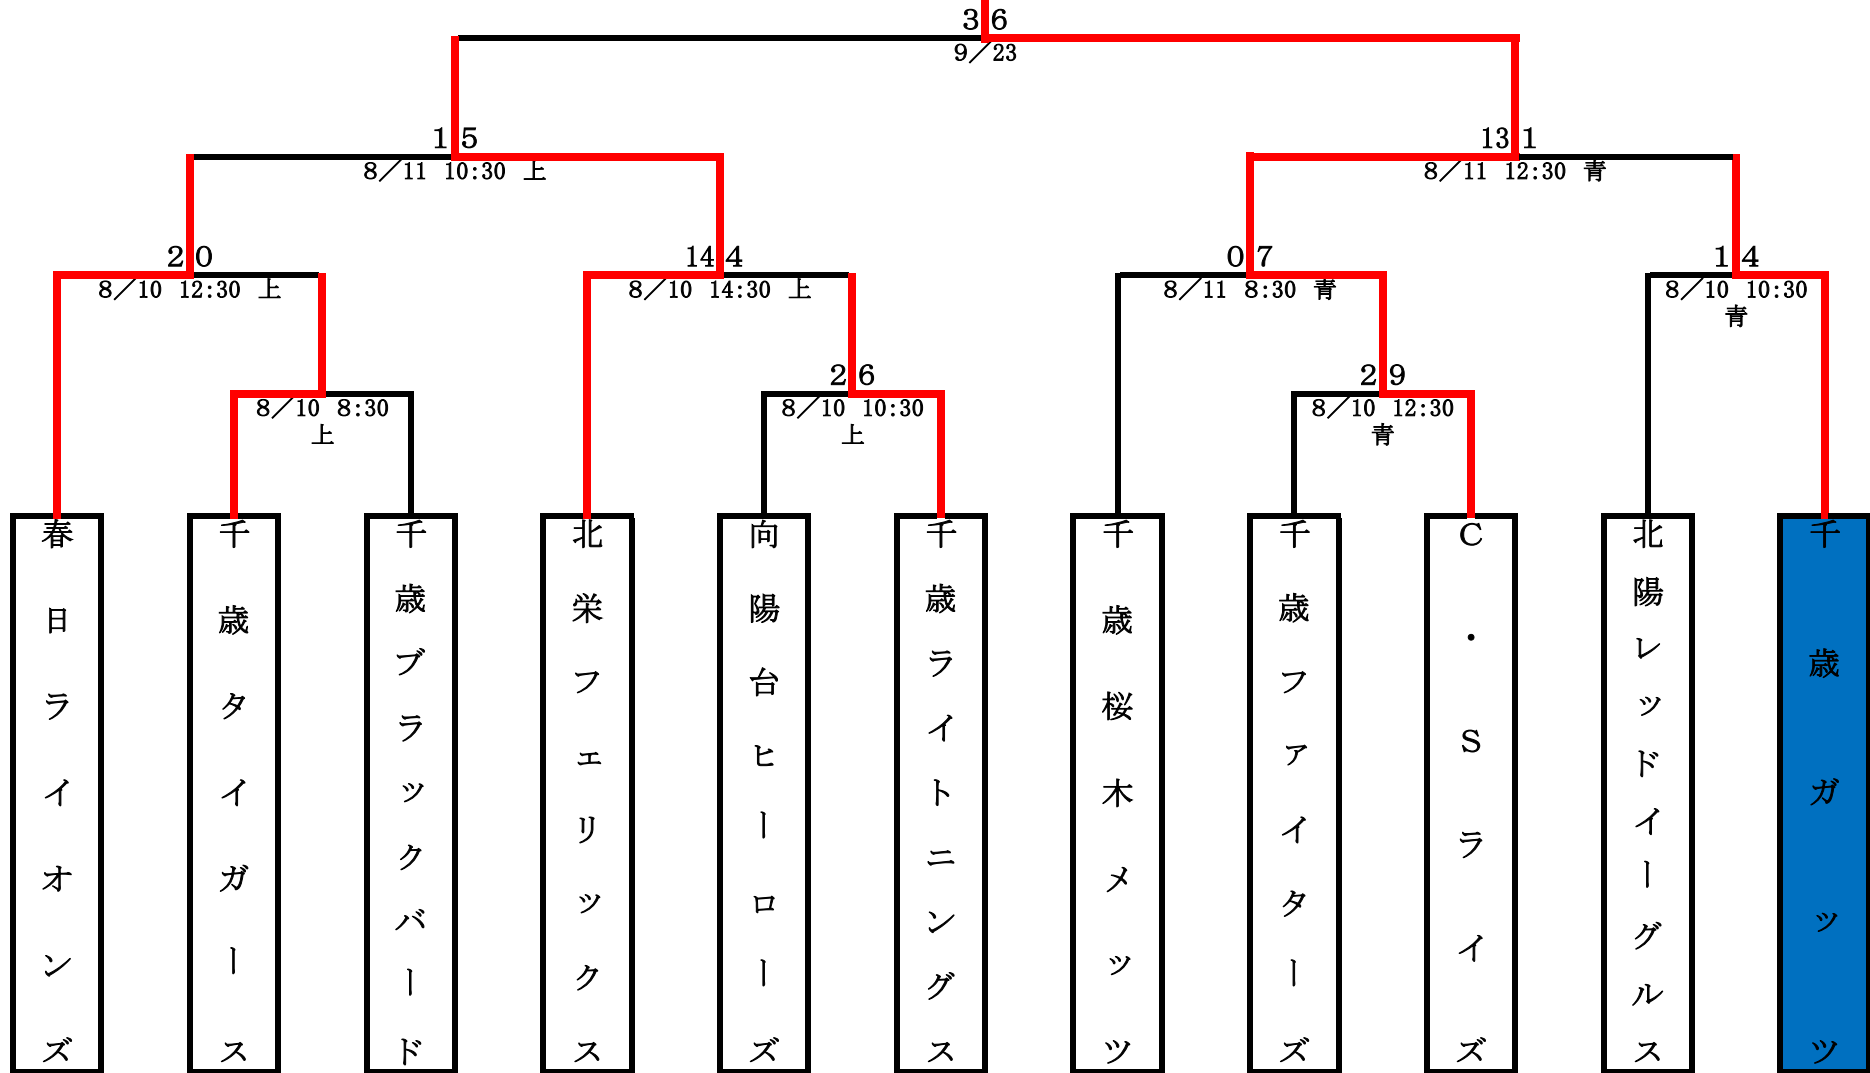 3 6
9／23
1 5
8／11 10:30 上
13 1
8／11 12:30 青
2 0
8／10 12:30 上
14 4
8／10 14:30 上
0 7
8／11 8:30 青
1 4
8／10 10:30
青
8／10 8:30
上
2 6
8／10 10:30
上
2 9
8／10 12:30
青
春日ライオンズ
千歳タイガース
千歳ブラックバード
北栄フェリックス
向陽台ヒーローズ
千歳ライトニングス
千歳桜木メッツ
千歳ファイターズ
C・Sライズ
北陽レッドイーグルス
千歳ガッツ